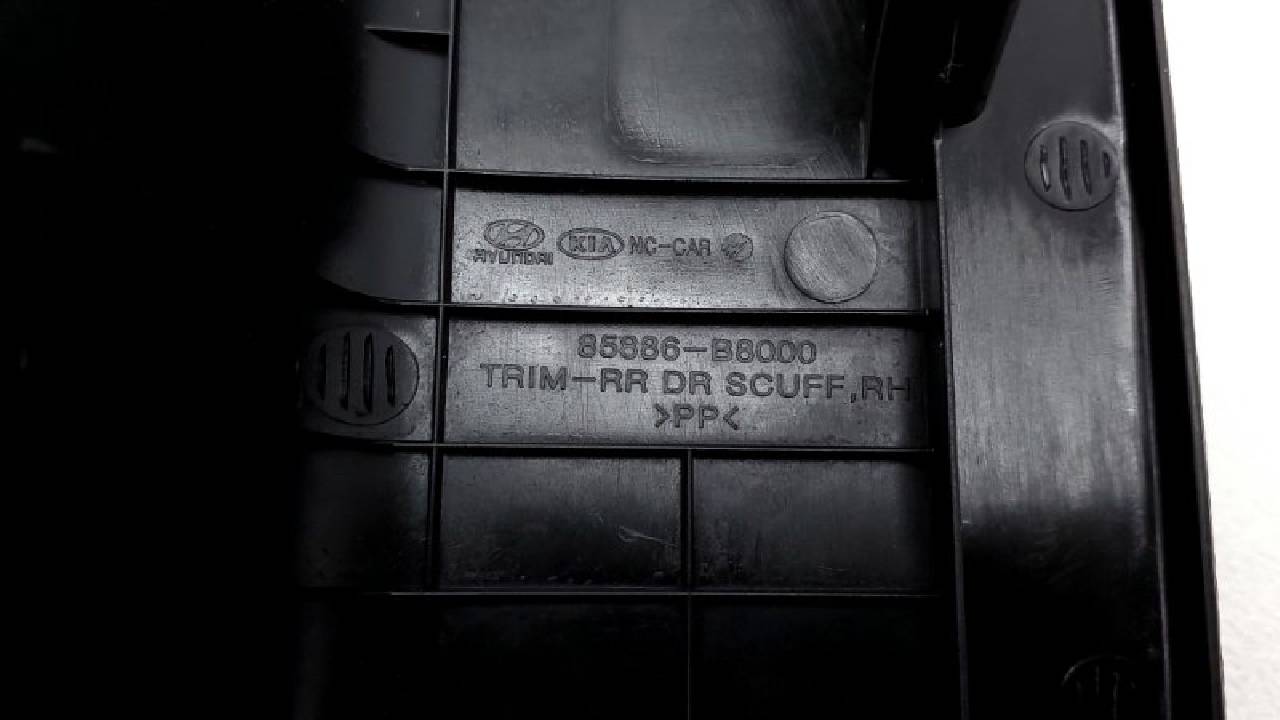 HYUNDAI KIA NC-CAR
85886-B8000
TRIM-RR DR SCUFF,RH
>PP<